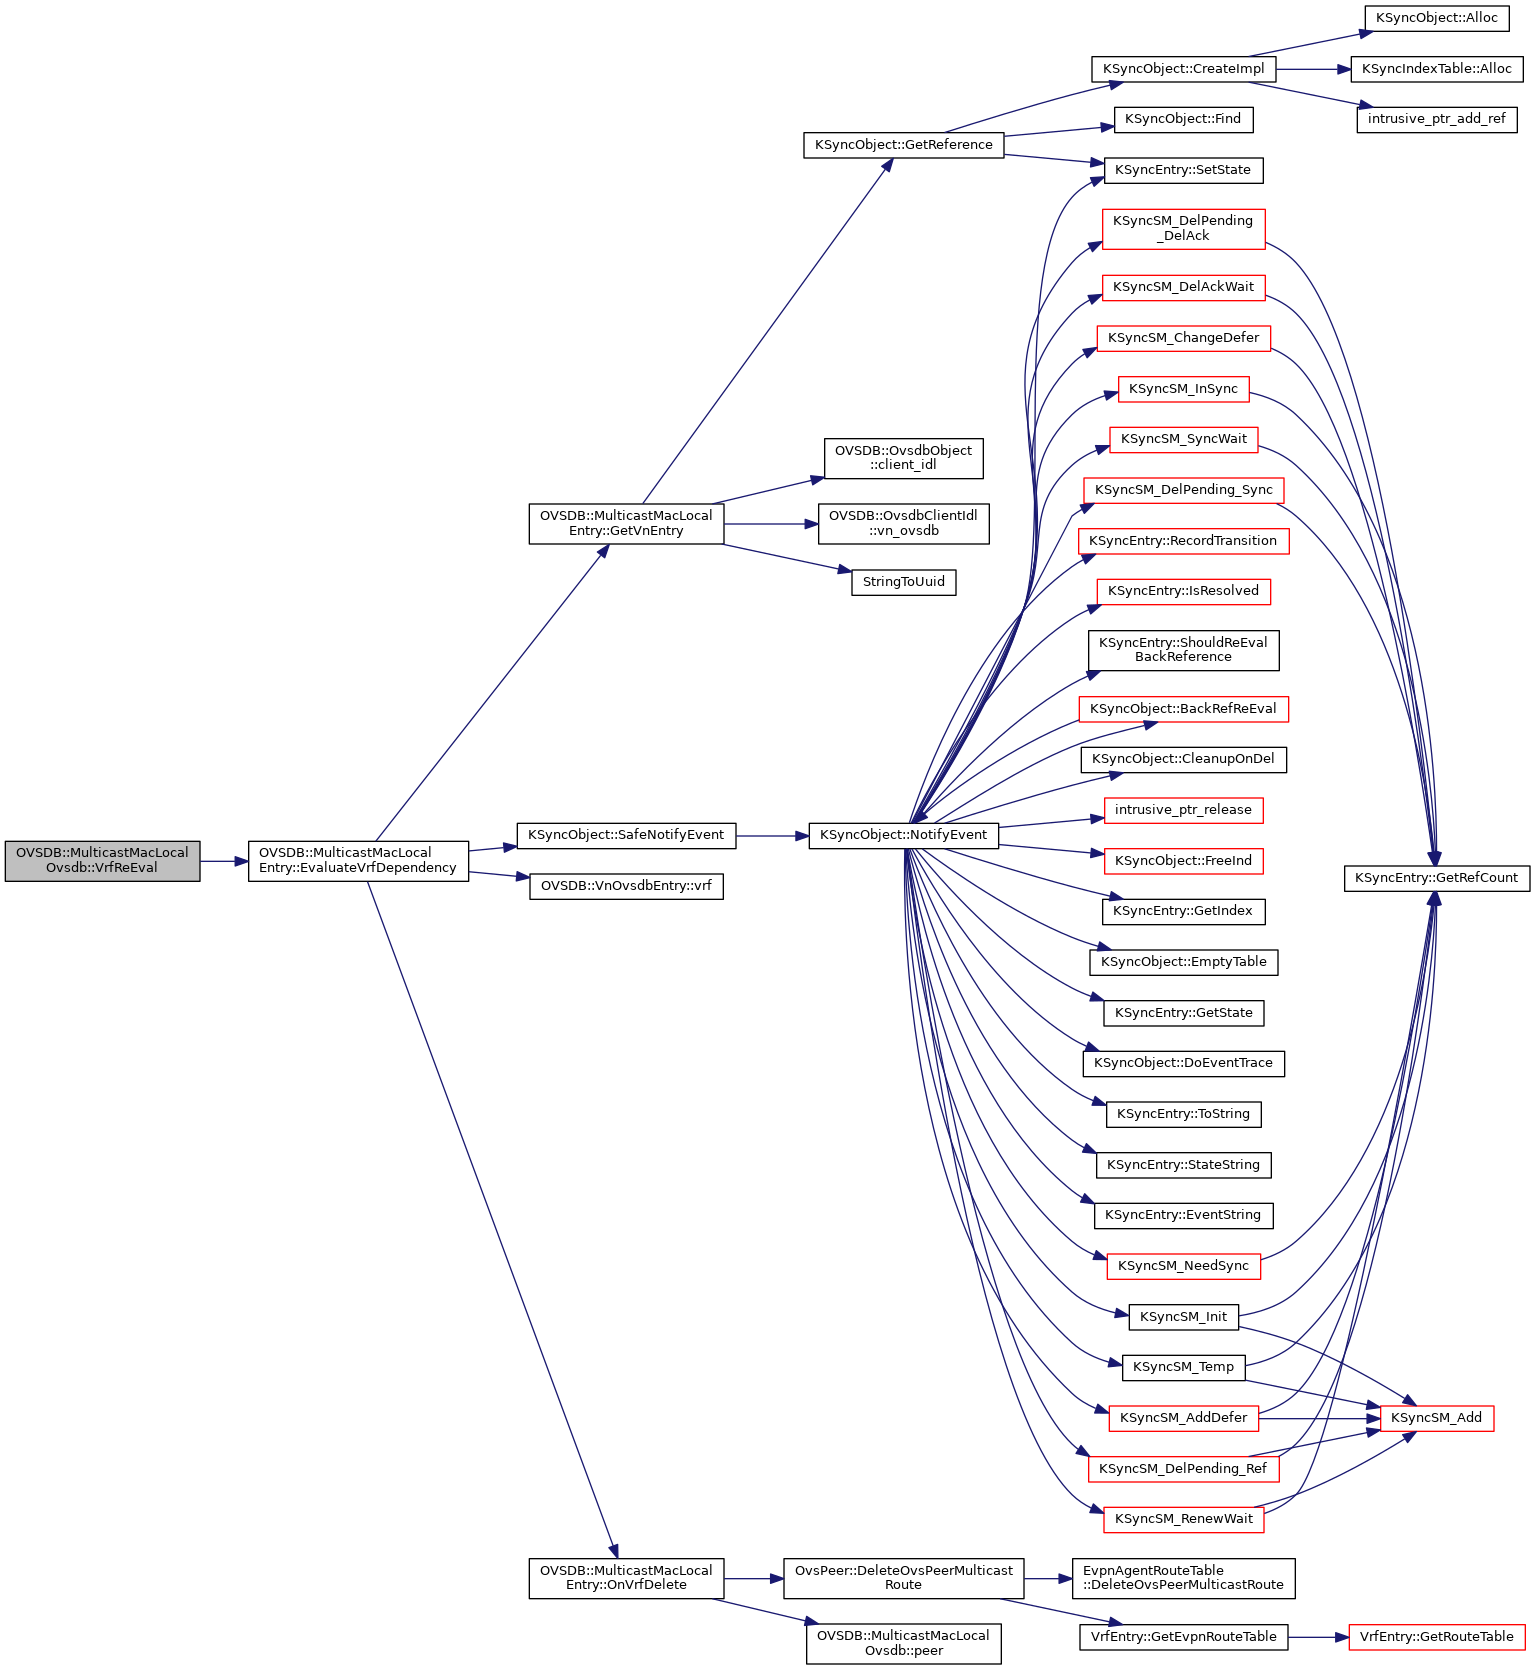 KSyncObject::Alloc
KSyncObject::CreateImpl
KSyncIndexTable::Alloc
KSyncObject::Find
intrusive_ptr_add_ref
KSyncObject::GetReference
KSyncEntry::SetState
KSyncSM_DelPending
_DelAck
KSyncSM_DelAckWait
KSyncSM_ChangeDefer
KSyncSM_InSync
KSyncSM_SyncWait
OVSDB::OvsdbObject
::client_idl
KSyncSM_DelPending_Sync
OVSDB::MulticastMacLocal
Entry::GetVnEntry
OVSDB::OvsdbClientIdl
::vn_ovsdb
KSyncEntry::RecordTransition
StringToUuid
KSyncEntry::IsResolved
KSyncEntry::ShouldReEval
BackReference
KSyncObject::BackRefReEval
KSyncObject::CleanupOnDel
intrusive_ptr_release
OVSDB::MulticastMacLocal
Ovsdb::VrfReEval
OVSDB::MulticastMacLocal
Entry::EvaluateVrfDependency
KSyncObject::SafeNotifyEvent
KSyncObject::NotifyEvent
KSyncObject::FreeInd
OVSDB::VnOvsdbEntry::vrf
KSyncEntry::GetRefCount
KSyncEntry::GetIndex
KSyncObject::EmptyTable
KSyncEntry::GetState
KSyncObject::DoEventTrace
KSyncEntry::ToString
KSyncEntry::StateString
KSyncEntry::EventString
KSyncSM_NeedSync
KSyncSM_Init
KSyncSM_Temp
KSyncSM_AddDefer
KSyncSM_Add
KSyncSM_DelPending_Ref
KSyncSM_RenewWait
OVSDB::MulticastMacLocal
Entry::OnVrfDelete
OvsPeer::DeleteOvsPeerMulticast
Route
EvpnAgentRouteTable
::DeleteOvsPeerMulticastRoute
OVSDB::MulticastMacLocal
Ovsdb::peer
VrfEntry::GetEvpnRouteTable
VrfEntry::GetRouteTable